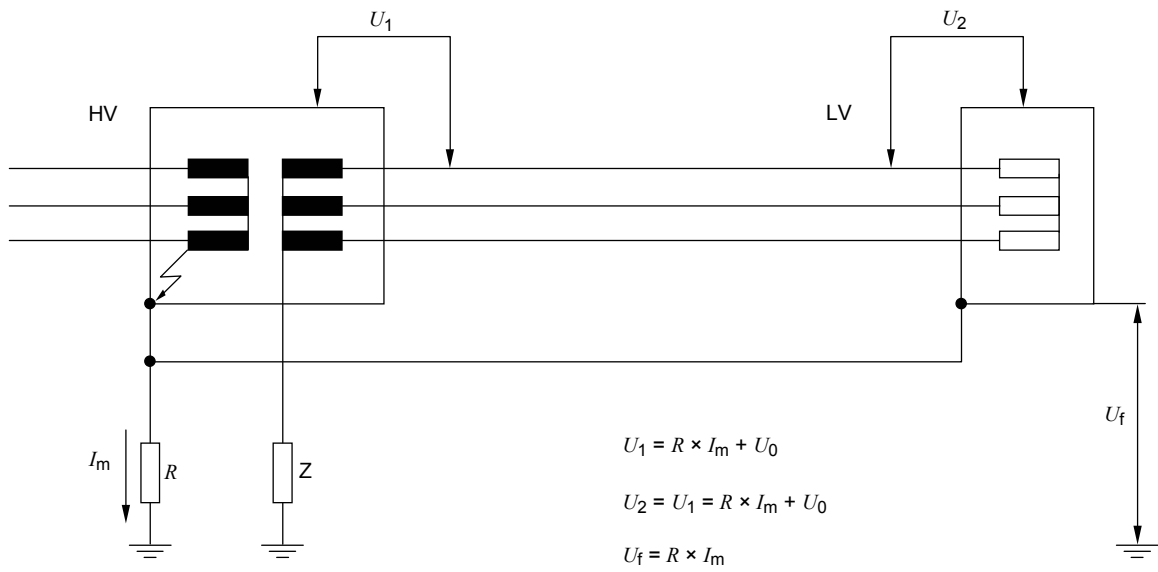 U1
U2
HV
LV
Uf
U1 = R × Im + U0
Im
R
Z
U2 = U1 = R × Im + U0
Uf = R × Im